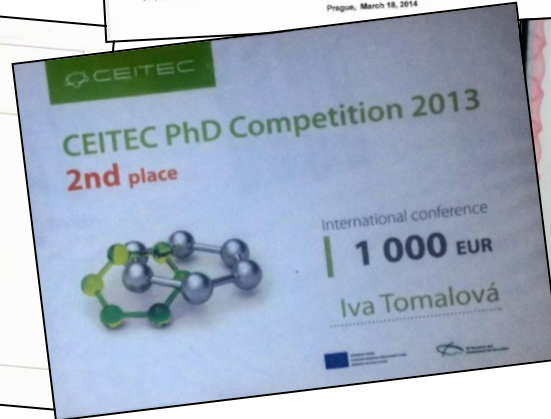 Prague, March 18, 2014
CEITEC
CEITEC PhD Competition 2013
2nd place
International conference
1 000 EUR
Iva Tomalová